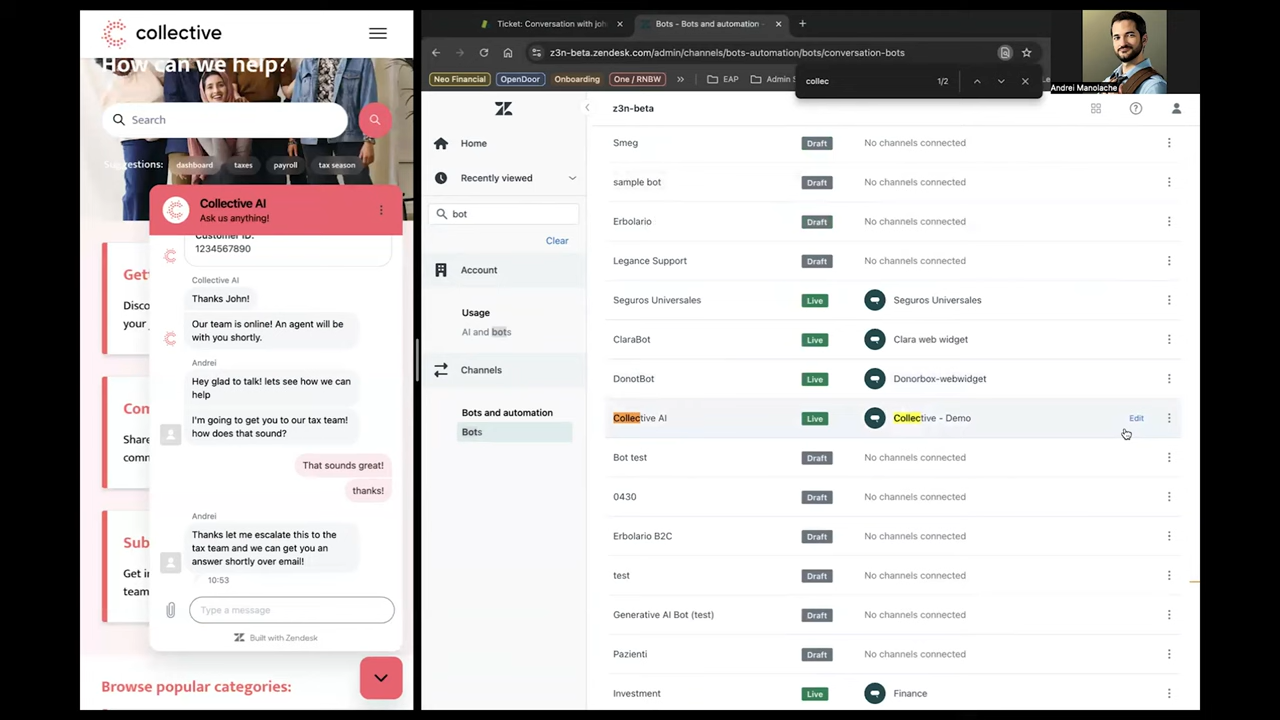 collective
How can we help?
Search
Suggestions:
dashboard
taxes
payroll
tax season
Collective AI
Ask us anything!
Customer ID:
1234567890
Collective AI
Thanks John!
Our team is online! An agent will be
with you shortly.
Andrei
Hey glad to talk! lets see how we can
help
I'm going to get you to our tax team!
how does that sound?
That sounds great!
thanks!
Andrei
Thanks let me escalate this to the
tax team and we can get you an
answer shortly over email!
10:53
Type a message
Built with Zendesk
Disco
your
Com
Share
comm
Sub
Get i
team
Browse popular categories:
Ticket: Conversation with joh
Bots - Bots and automation -
z3n-beta.zendesk.com/admin/channels/bots-automation/bots/conversation-bots
Neo Financial
OpenDoor
Onboarding
One / RNBW
EAP
Admin
collec
1/2
Andrei Manolache
Home
Recently viewed
bot
Clear
Account
Usage
AI and bots
Channels
Bots and automation
Bots
z3n-beta
Smeg Draft No channels connected
sample bot Draft No channels connected
Erbolario Draft No channels connected
Legance Support Draft No channels connected
Seguros Universales Live Seguros Universales
ClaraBot Live Clara web widget
DonotBot Live Donorbox-webwidget
Collective AI Live Collective - Demo Edit
Bot test Draft No channels connected
0430 Draft No channels connected
Erbolario B2C Draft No channels connected
test Draft No channels connected
Generative AI Bot (test) Draft No channels connected
Pazienti Draft No channels connected
Investment Live Finance